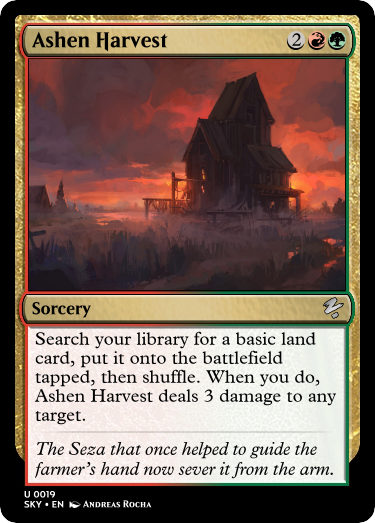 Ashen Harvest 2
Sorcery
Search your library for a basic land
card, put it onto the battlefield
tapped, then shuffle. When you do,
Ashen Harvest deals 3 damage to any
target.
The Seza that once helped to guide the
farmer's hand now sever it from the arm.
U 0019
SKY • EN Andreas Rocha